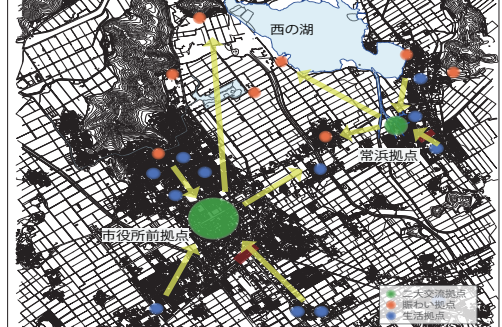 西の湖
常浜拠点
市役所前拠点
二大交流拠点
賑わい拠点
生活拠点